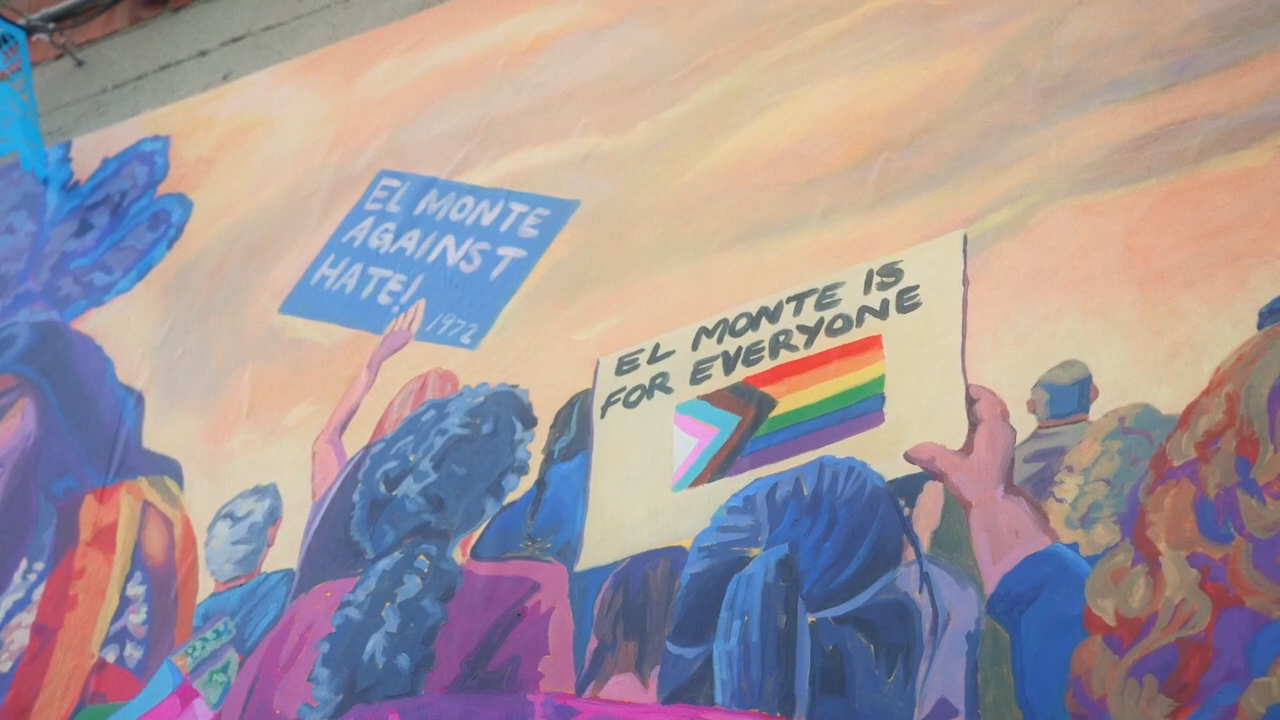 EL MONTE
AGAINST
HATE!
1972
EL MONTE IS
FOR EVERYONE